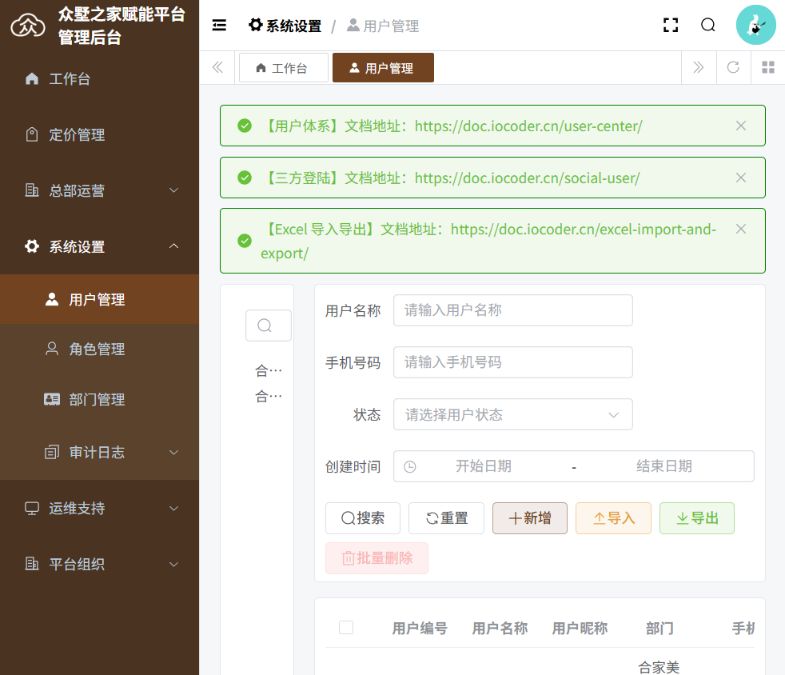 众墅之家赋能平台
管理后台
工作台
定价管理
总部运营
系统设置
用户管理
角色管理
部门管理
审计日志
运维支持
平台组织
系统设置 / 用户管理
工作台
用户管理
【用户体系】文档地址：https://doc.iocoder.cn/user-center/
【三方登陆】文档地址：https://doc.iocoder.cn/social-user/
【Excel 导入导出】文档地址：https://doc.iocoder.cn/excel-import-and-
export/
合…
合…
用户名称 请输入用户名称
手机号码 请输入手机号码
状态 请选择用户状态
创建时间 开始日期 - 结束日期
搜索 重置 新增 导入 导出
批量删除
用户编号 用户名称 用户昵称 部门 手机
合家美